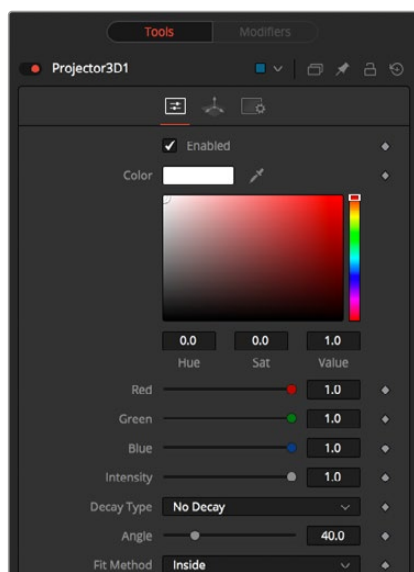 Tools Modifiers
Projector3D1
Enabled
Color
0.0 0.0 1.0
Hue Sat Value
Red 1.0
Green 1.0
Blue 1.0
Intensity 1.0
Decay Type No Decay
Angle 40.0
Fit Method Inside